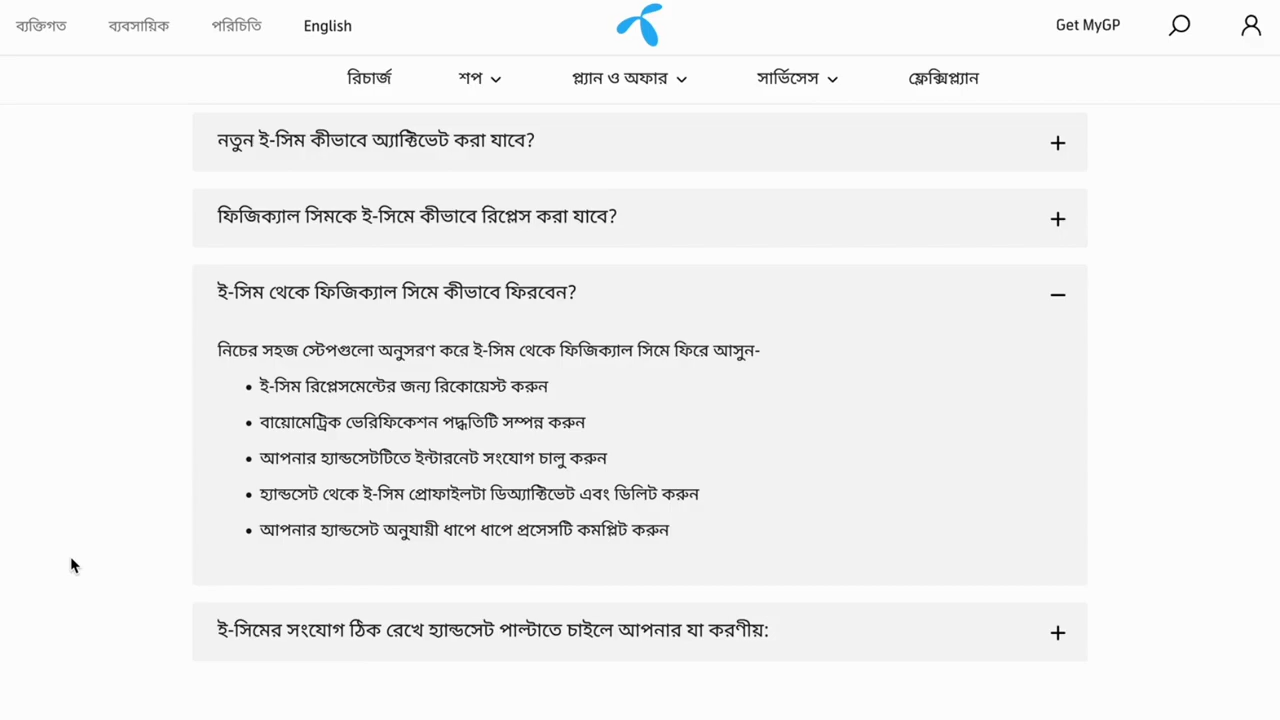 ব্যক্তিগত ব্যবসায়িক পরিচিতি English Get MyGP
রিচার্জ শপ প্ল্যান ও অফার সার্ভিসেস ফ্লেক্সিপ্ল্যান
নতুন ই-সিম কীভাবে অ্যাক্টিভেট করা যাবে?
ফিজিক্যাল সিমকে ই-সিমে কীভাবে রিপ্লেস করা যাবে?
ই-সিম থেকে ফিজিক্যাল সিমে কীভাবে ফিরবেন?
নিচের সহজ স্টেপগুলো অনুসরণ করে ই-সিম থেকে ফিজিক্যাল সিমে ফিরে আসুন-
• ই-সিম রিপ্লেসমেন্টের জন্য রিকোয়েস্ট করুন
• বায়োমেট্রিক ভেরিফিকেশন পদ্ধতিটি সম্পন্ন করুন
• আপনার হ্যান্ডসেটটিতে ইন্টারনেট সংযোগ চালু করুন
• হ্যান্ডসেট থেকে ই-সিম প্রোফাইলটা ডিঅ্যাক্টিভেট এবং ডিলিট করুন
• আপনার হ্যান্ডসেট অনুযায়ী ধাপে ধাপে প্রসেসটি কমপ্লিট করুন
ই-সিমের সংযোগ ঠিক রেখে হ্যান্ডসেট পাল্টাতে চাইলে আপনার যা করণীয়: